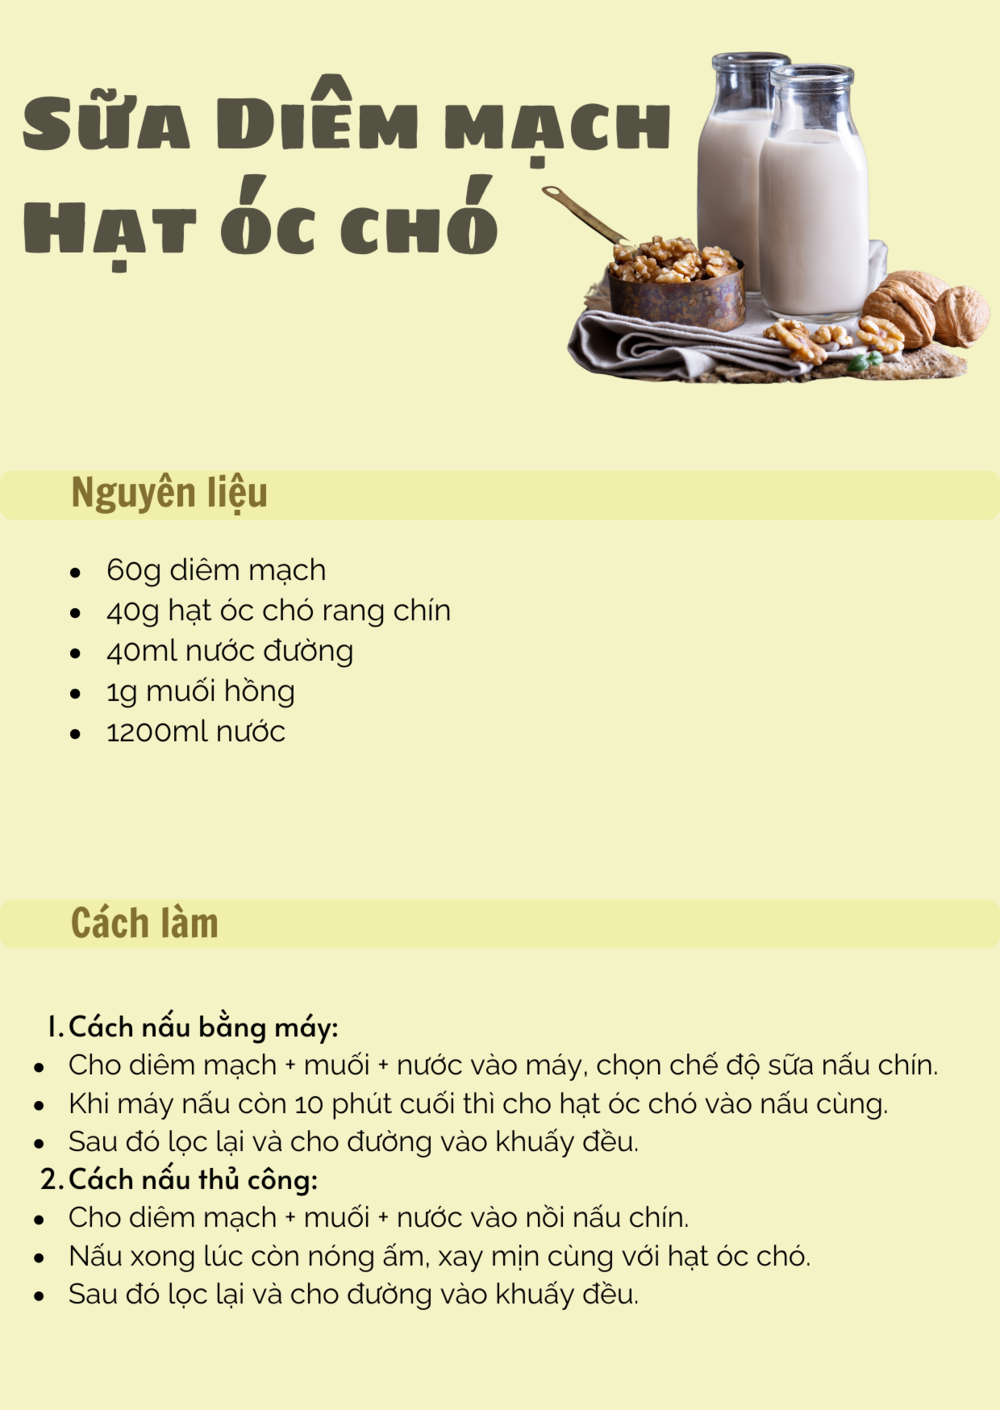 Sữa Diêm mạch
Hạt óc chó
Nguyên liệu
• 60g diêm mạch
• 40g hạt óc chó rang chín
• 40ml nước đường
• 1g muối hồng
• 1200ml nước
Cách làm
1. Cách nấu bằng máy:
• Cho diêm mạch + muối + nước vào máy, chọn chế độ sữa nấu chín.
• Khi máy nấu còn 10 phút cuối thì cho hạt óc chó vào nấu cùng.
• Sau đó lọc lại và cho đường vào khuấy đều.
2. Cách nấu thủ công:
• Cho diêm mạch + muối + nước vào nồi nấu chín.
• Nấu xong lúc còn nóng ấm, xay mịn cùng với hạt óc chó.
• Sau đó lọc lại và cho đường vào khuấy đều.